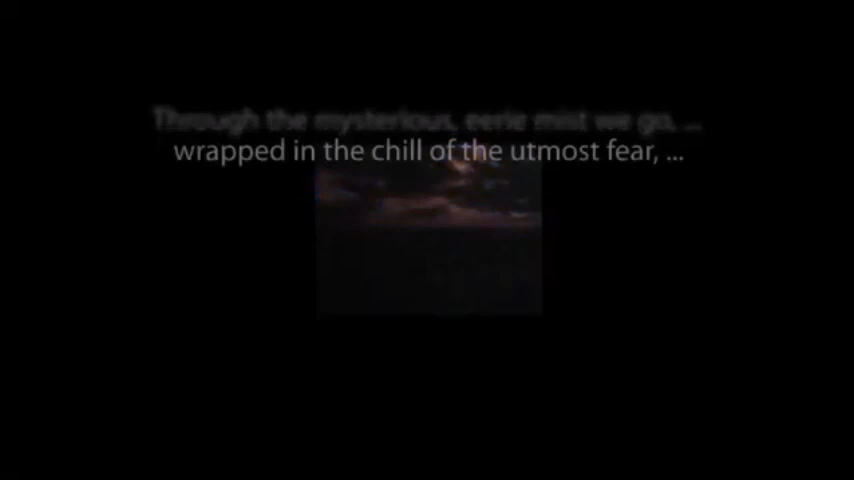 Through the mysterious, eerie mist we go, ...
wrapped in the chill of the utmost fear, ...